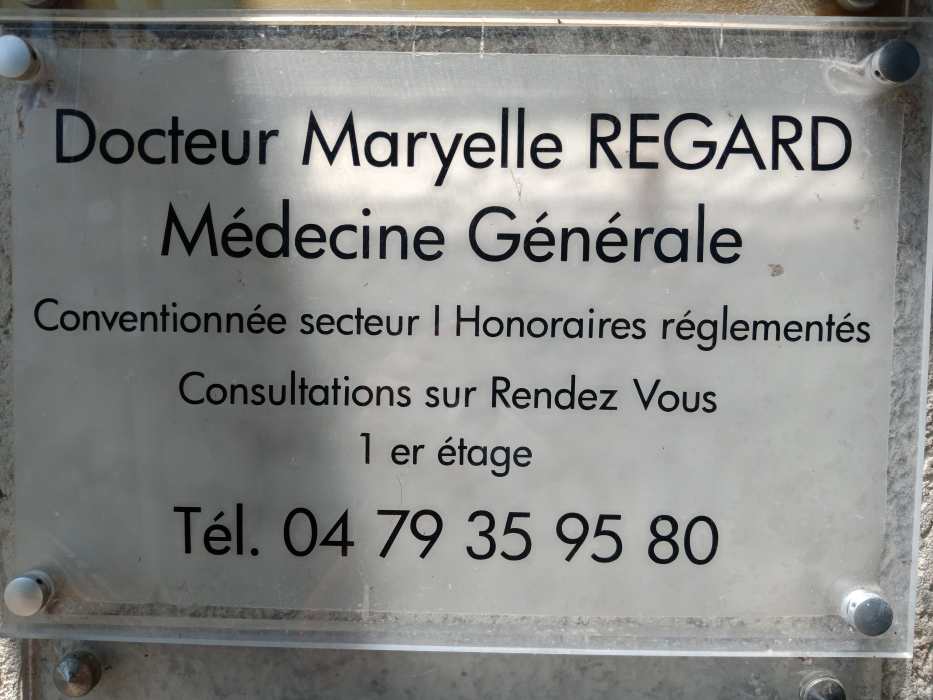 Docteur Maryelle REGARD
Médecine Générale
Conventionnée secteur I Honoraires réglementés
Consultations sur Rendez Vous
1 er étage
Tél. 04 79 35 95 80